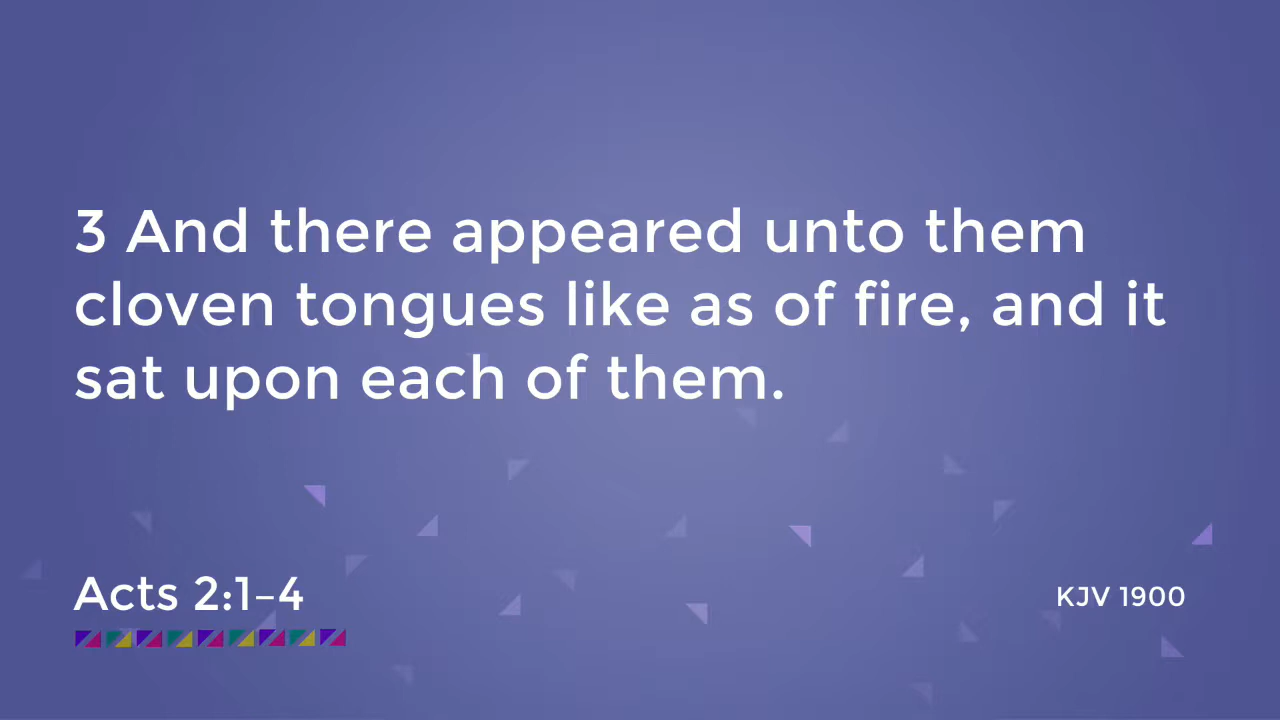 3 And there appeared unto them
cloven tongues like as of fire, and it
sat upon each of them.
Acts 2:1–4
KJV 1900